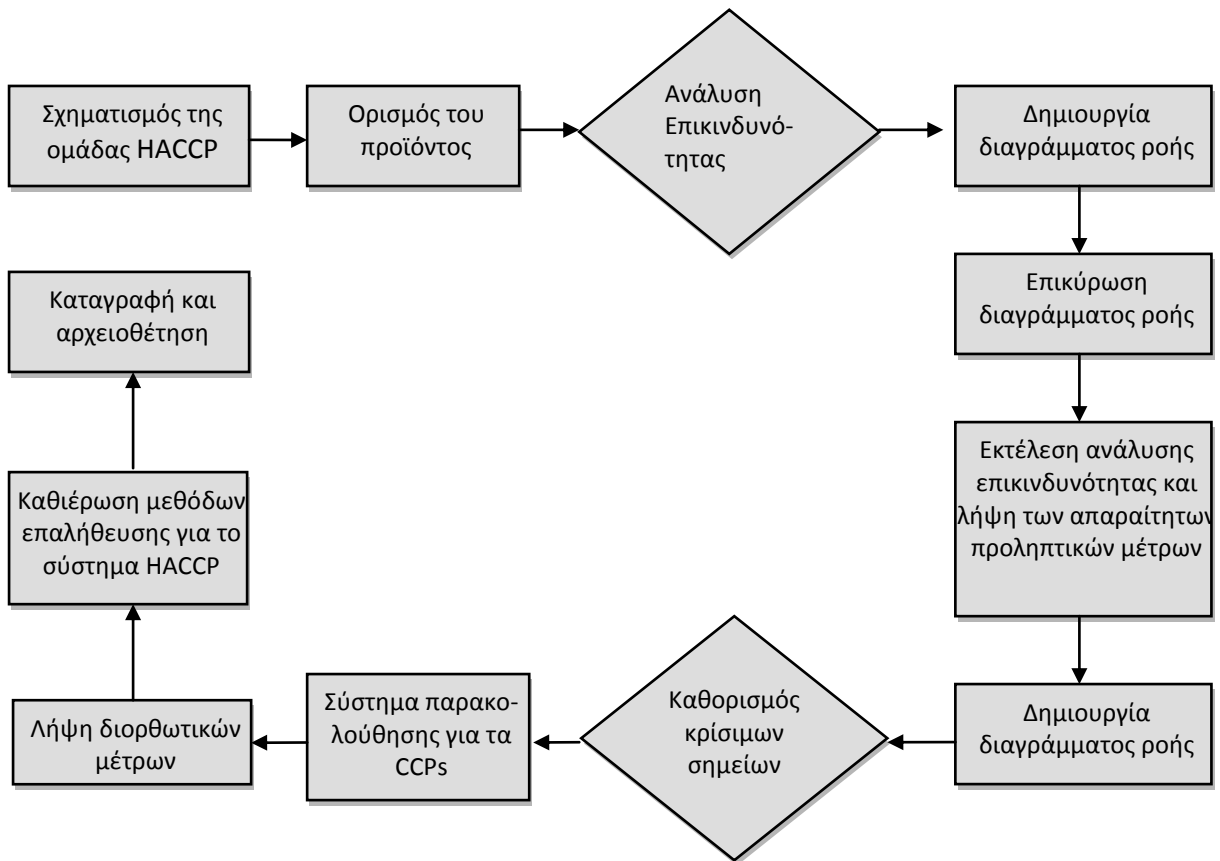 Σχηματισμός της
ομάδας HACCP
Ορισμός του
προϊόντος
Ανάλυση
Επικινδυνό-
τητας
Δημιουργία
διαγράμματος ροής
Επικύρωση
διαγράμματος ροής
Εκτέλεση ανάλυσης
επικινδυνότητας και
λήψη των απαραίτητων
προληπτικών μέτρων
Δημιουργία
διαγράμματος ροής
Καθορισμός
κρίσιμων
σημείων
Σύστημα παρακο-
λούθησης για τα
CCPs
Λήψη διορθωτικών
μέτρων
Καθιέρωση μεθόδων
επαλήθευσης για το
σύστημα HACCP
Καταγραφή και
αρχειοθέτηση